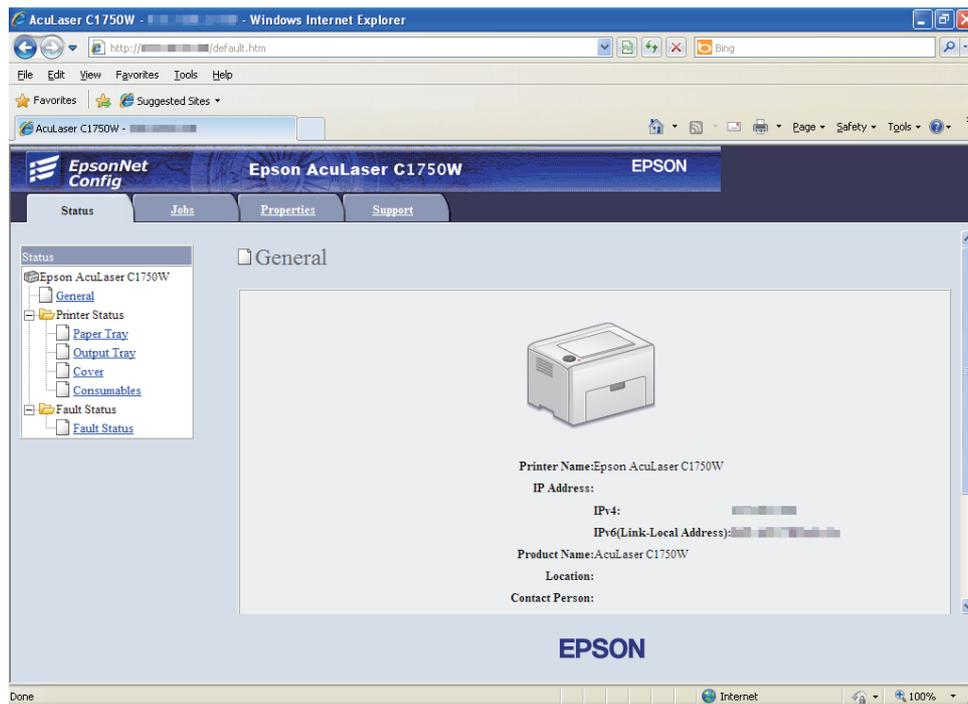 AcuLaser C1750W - - Windows Internet Explorer
http:// /default.htm
Bing
File Edit View Favorites Tools Help
Favorites Suggested Sites
AcuLaser C1750W -
Page Safety Tools
EpsonNet Config
Epson AcuLaser C1750W
EPSON
Status Jobs Properties Support
Status
Epson AcuLaser C1750W
General
Printer Status
Paper Tray
Output Tray
Cover
Consumables
Fault Status
Fault Status
General
Printer Name:Epson AcuLaser C1750W
IP Address:
IPv4:
IPv6(Link-Local Address):
Product Name:AcuLaser C1750W
Location:
Contact Person:
EPSON
Done Internet 100%